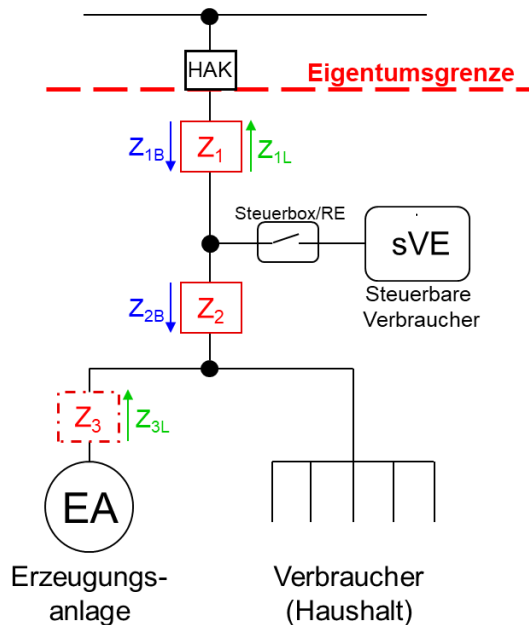 HAK
Eigentumsgrenze
Z1B
Z1
Z1L
Steuerbox/RE
sVE
Steuerbare
Verbraucher
Z2B
Z2
Z3
Z3L
EA
Erzeugungs-
anlage
Verbraucher
(Haushalt)